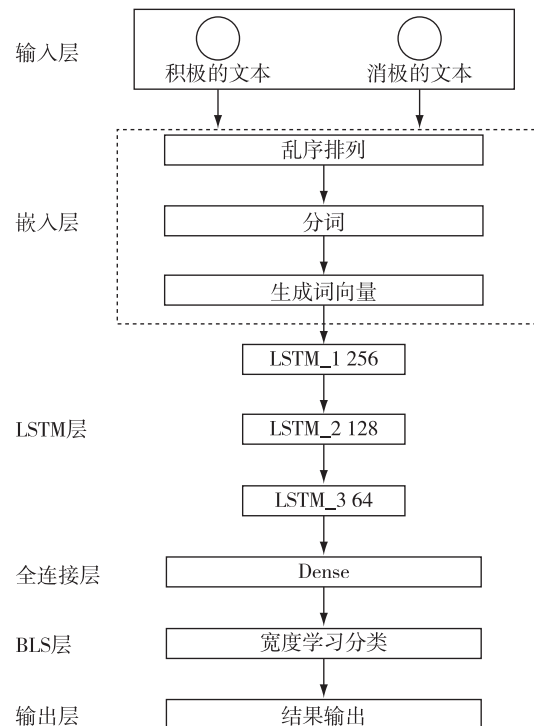 输入层
积极的文本 消极的文本
乱序排列
嵌入层 分词
生成词向量
LSTM_1 256
LSTM层 LSTM_2 128
LSTM_3 64
全连接层 Dense
BLS层 宽度学习分类
输出层 结果输出